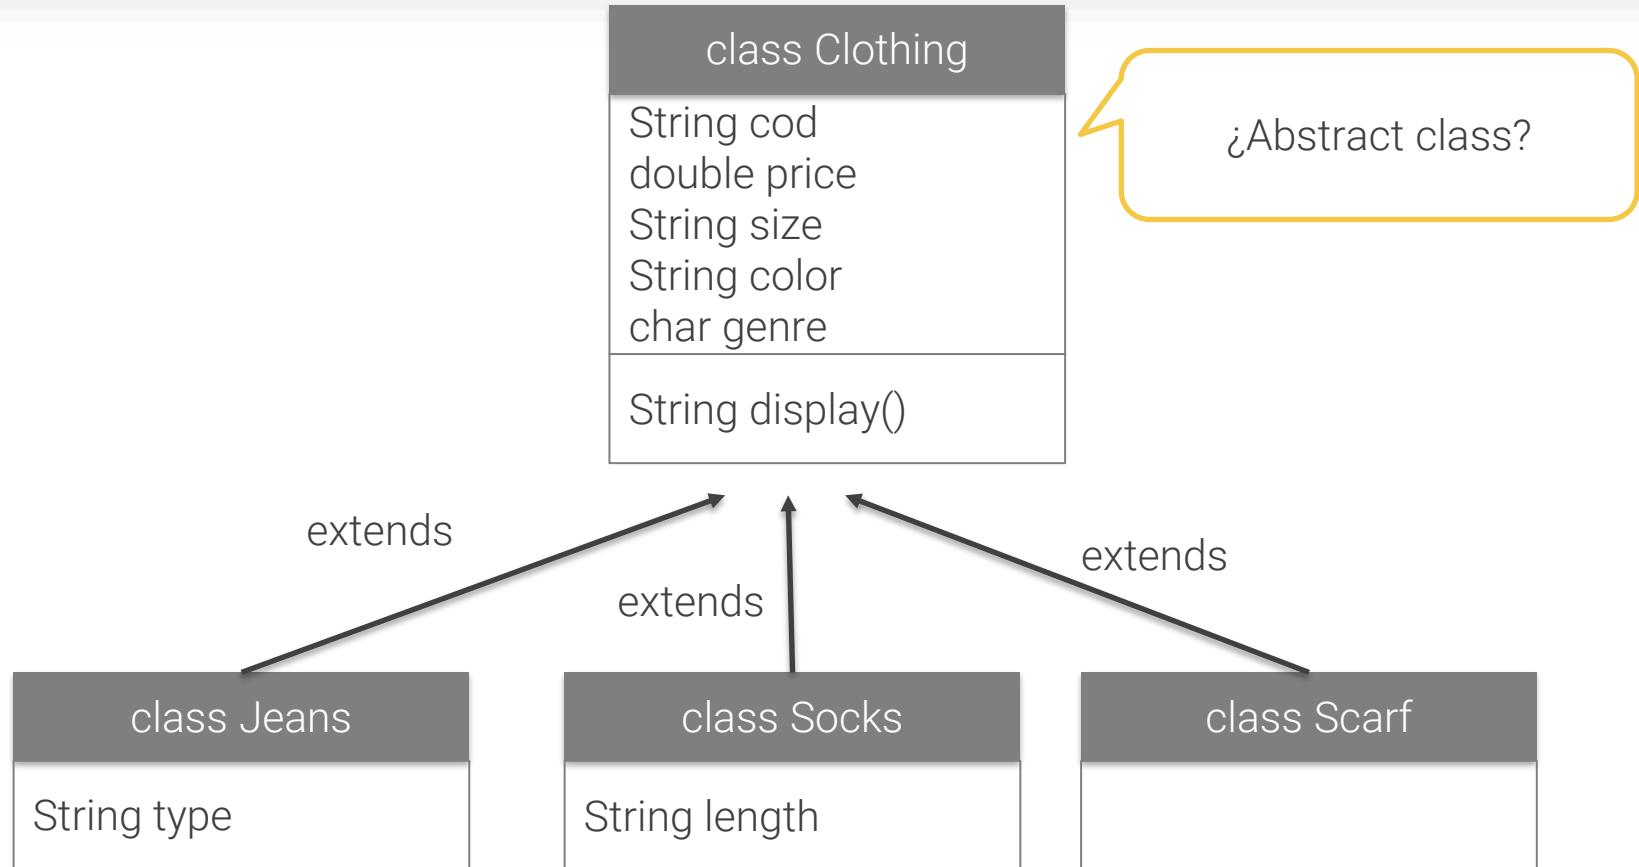 class Clothing
String cod
double price
String size
String color
char genre
String display()
¿Abstract class?
extends
extends
extends
class Jeans
String type
class Socks
String length
class Scarf